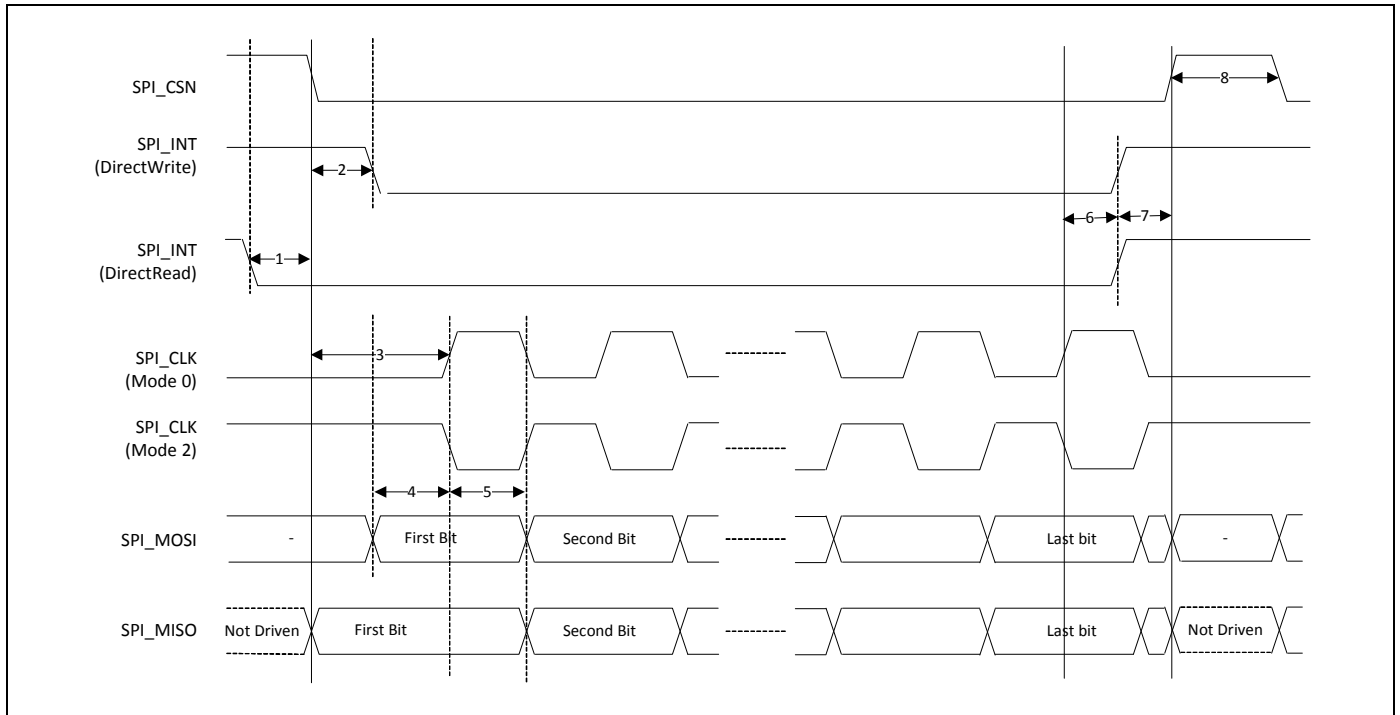 SPI_CSN
8
SPI_INT
(DirectWrite)
2
6
7
SPI_INT
(DirectRead)
1
SPI_CLK
(Mode 0)
3
SPI_CLK
(Mode 2)
4
5
SPI_MOSI
-
First Bit
Second Bit
Last bit
-
SPI_MISO
Not Driven
First Bit
Second Bit
Last bit
Not Driven